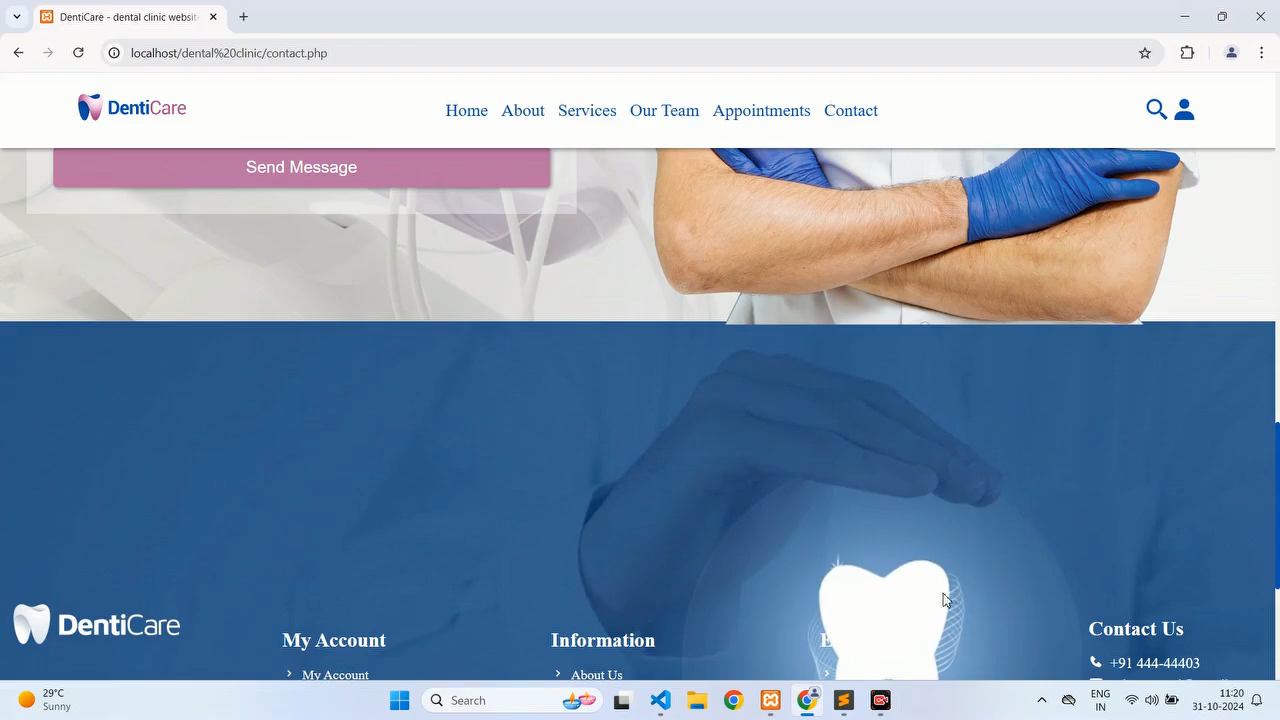 DentiCare - dental clinic websit
localhost/dental%20clinic/contact.php
DentiCare
Home About Services Our Team Appointments Contact
Send Message
DentiCare
My Account
Information
Contact Us
My Account
About Us
+91 444-44403
29°C
Sunny
Search
ENG
IN
11:20
31-10-2024